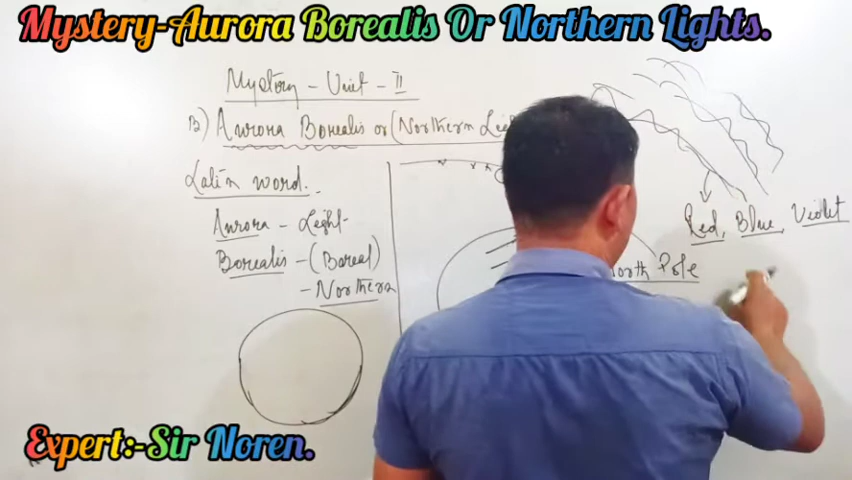 Mystery-Aurora Borealis Or Northern Lights.
Mystery - Unit - II
B) Aurora Borealis or (Northern Li
Latin word.
Aurora - Light
Borealis - (Boreal)
- Northern
Red, Blue, Violet
North Pole
Expert:-Sir Noren.